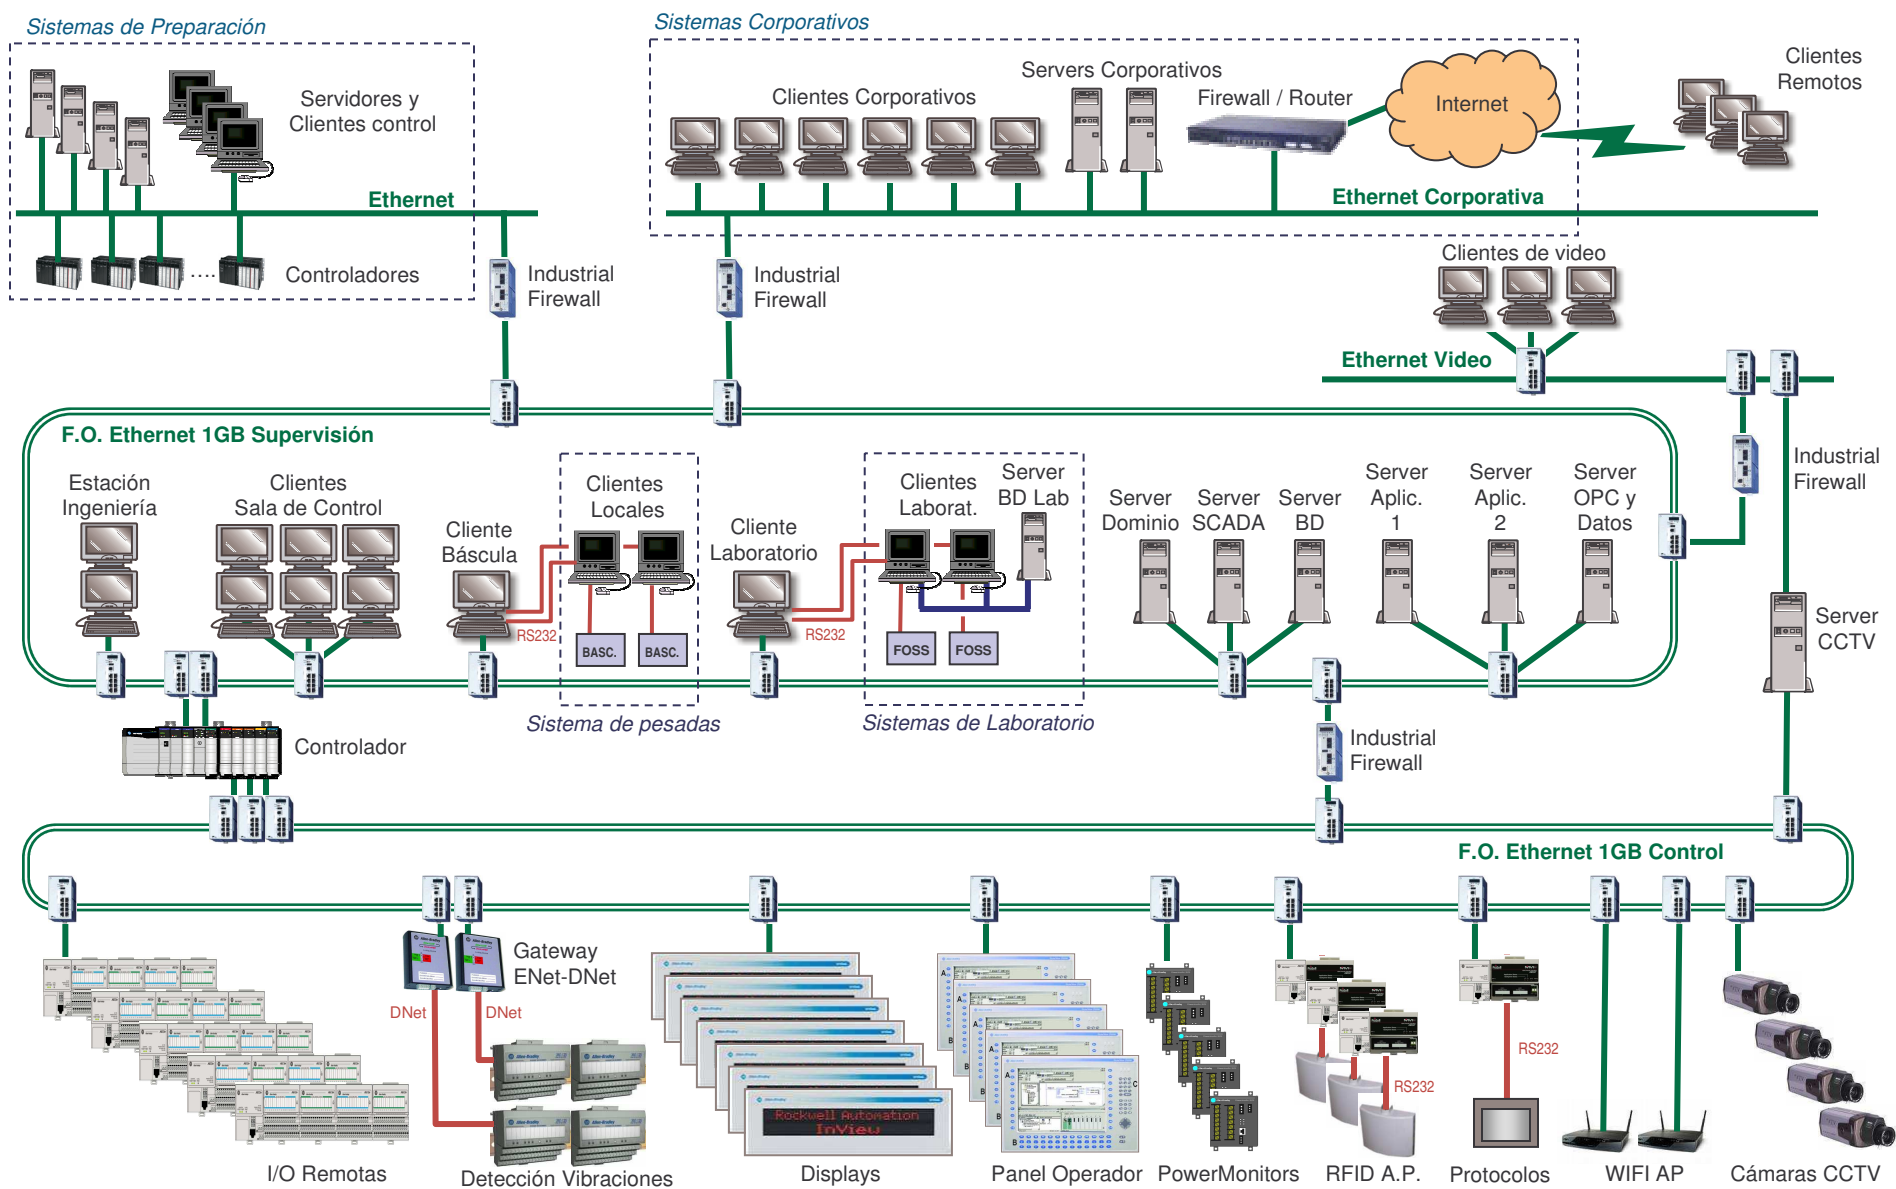 Sistemas de Preparación
Sistemas Corporativos
Servidores y
Clientes control
Ethernet
Controladores
....
Clientes Corporativos
Servers Corporativos
Firewall / Router
Internet
Clientes
Remotos
Ethernet Corporativa
Industrial
Firewall
Industrial
Firewall
Clientes de video
Ethernet Video
Industrial
Firewall
F.O. Ethernet 1GB Supervisión
Estación
Ingeniería
Clientes
Sala de Control
Cliente
Báscula
RS232
Clientes
Locales
BASC.
BASC.
Sistema de pesadas
Cliente
Laboratorio
RS232
Clientes
Laborat.
Server
BD Lab
FOSS
FOSS
Sistemas de Laboratorio
Server
Dominio
Server
SCADA
Server
BD
Server
Aplic.
1
Server
Aplic.
2
Server
OPC y
Datos
Server
CCTV
Controlador
Industrial
Firewall
F.O. Ethernet 1GB Control
Gateway
ENet-DNet
DNet
DNet
Rockwell Automation
InView
RS232
RS232
I/O Remotas
Detección Vibraciones
Displays
Panel Operador
PowerMonitors
RFID A.P.
Protocolos
WIFI AP
Cámaras CCTV